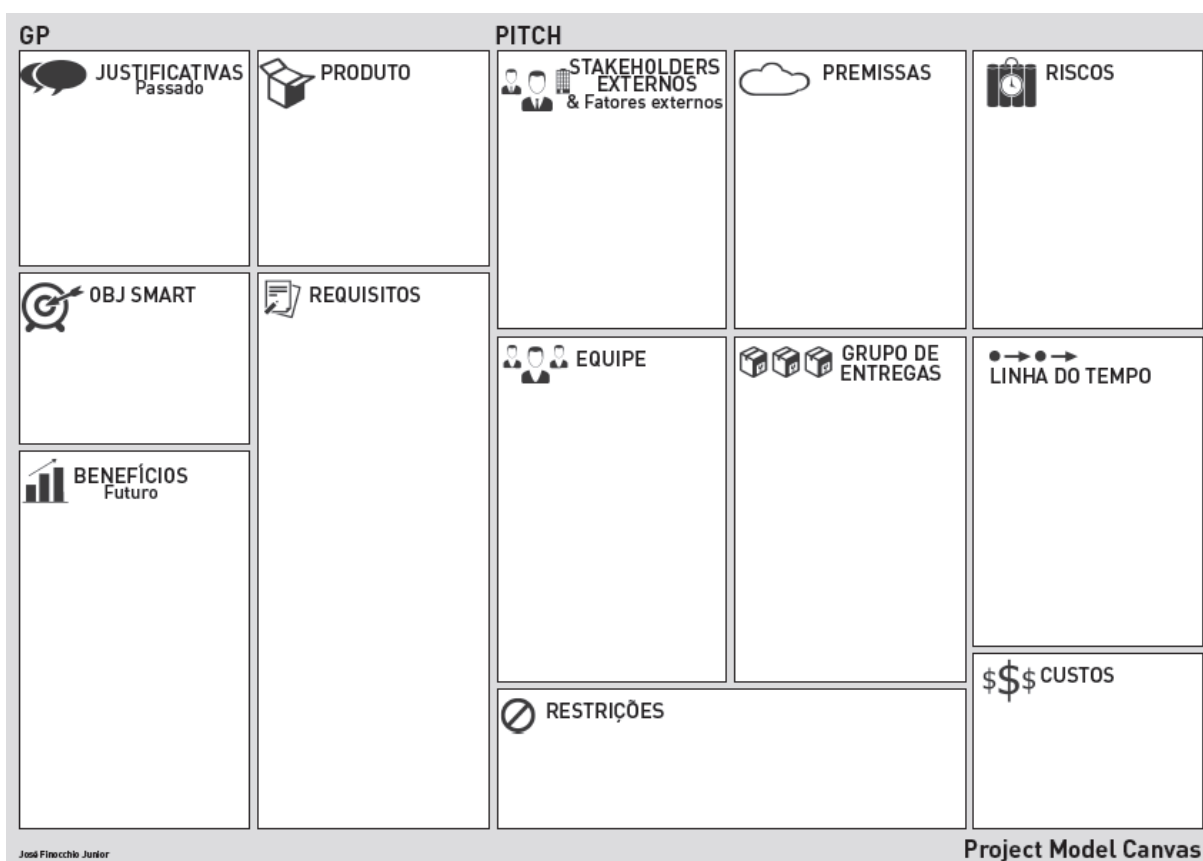 GP
PITCH
JUSTIFICATIVAS
Passado
PRODUTO
STAKEHOLDERS
EXTERNOS
& Fatores externos
PREMISSAS
RISCOS
OBJ SMART
REQUISITOS
EQUIPE
GRUPO DE
ENTREGAS
LINHA DO TEMPO
BENEFÍCIOS
Futuro
RESTRIÇÕES
$$$ CUSTOS
José Finocchio Junior
Project Model Canvas